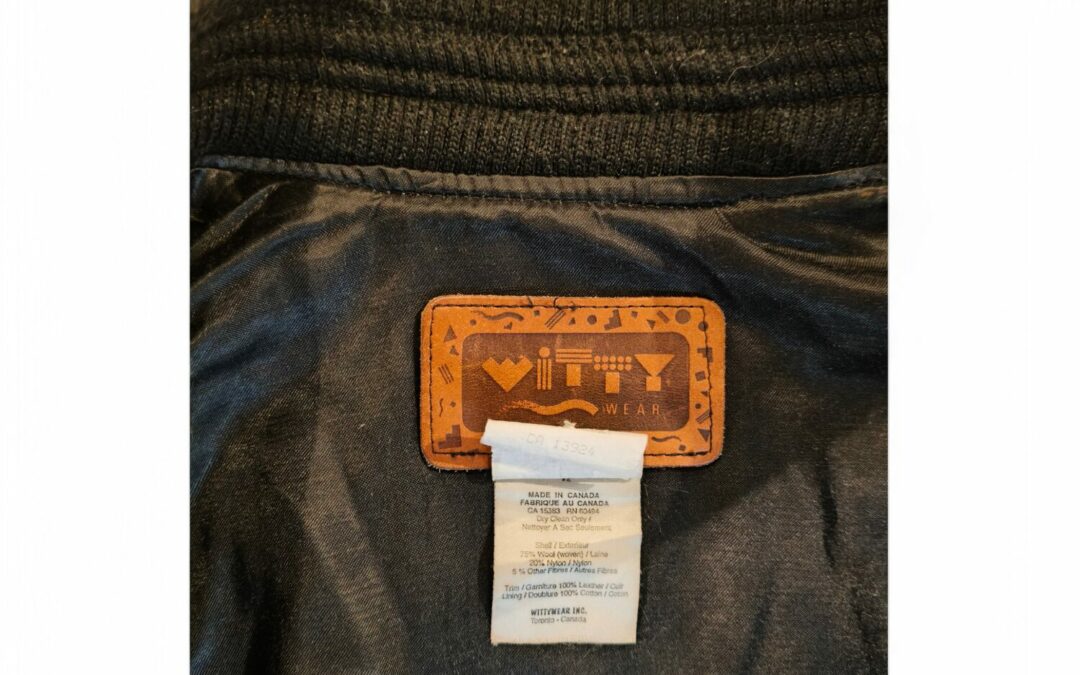 WITTY
WEAR
CA 13924
MADE IN CANADA
FABRIQUE AU CANADA
CA 15383 RN 60494
Dry Clean Only /
Nettoyer A Sec Seulement
Shell / Exterieur
75% Wool (woven) / Laine
20% Nylon / Nylon
5 % Other Fibres / Autres Fibres
Trim / Garniture 100% Leather / Cuir
Lining / Doublure 100% Cotton / Coton
WITTYWEAR INC.
Toronto - Canada